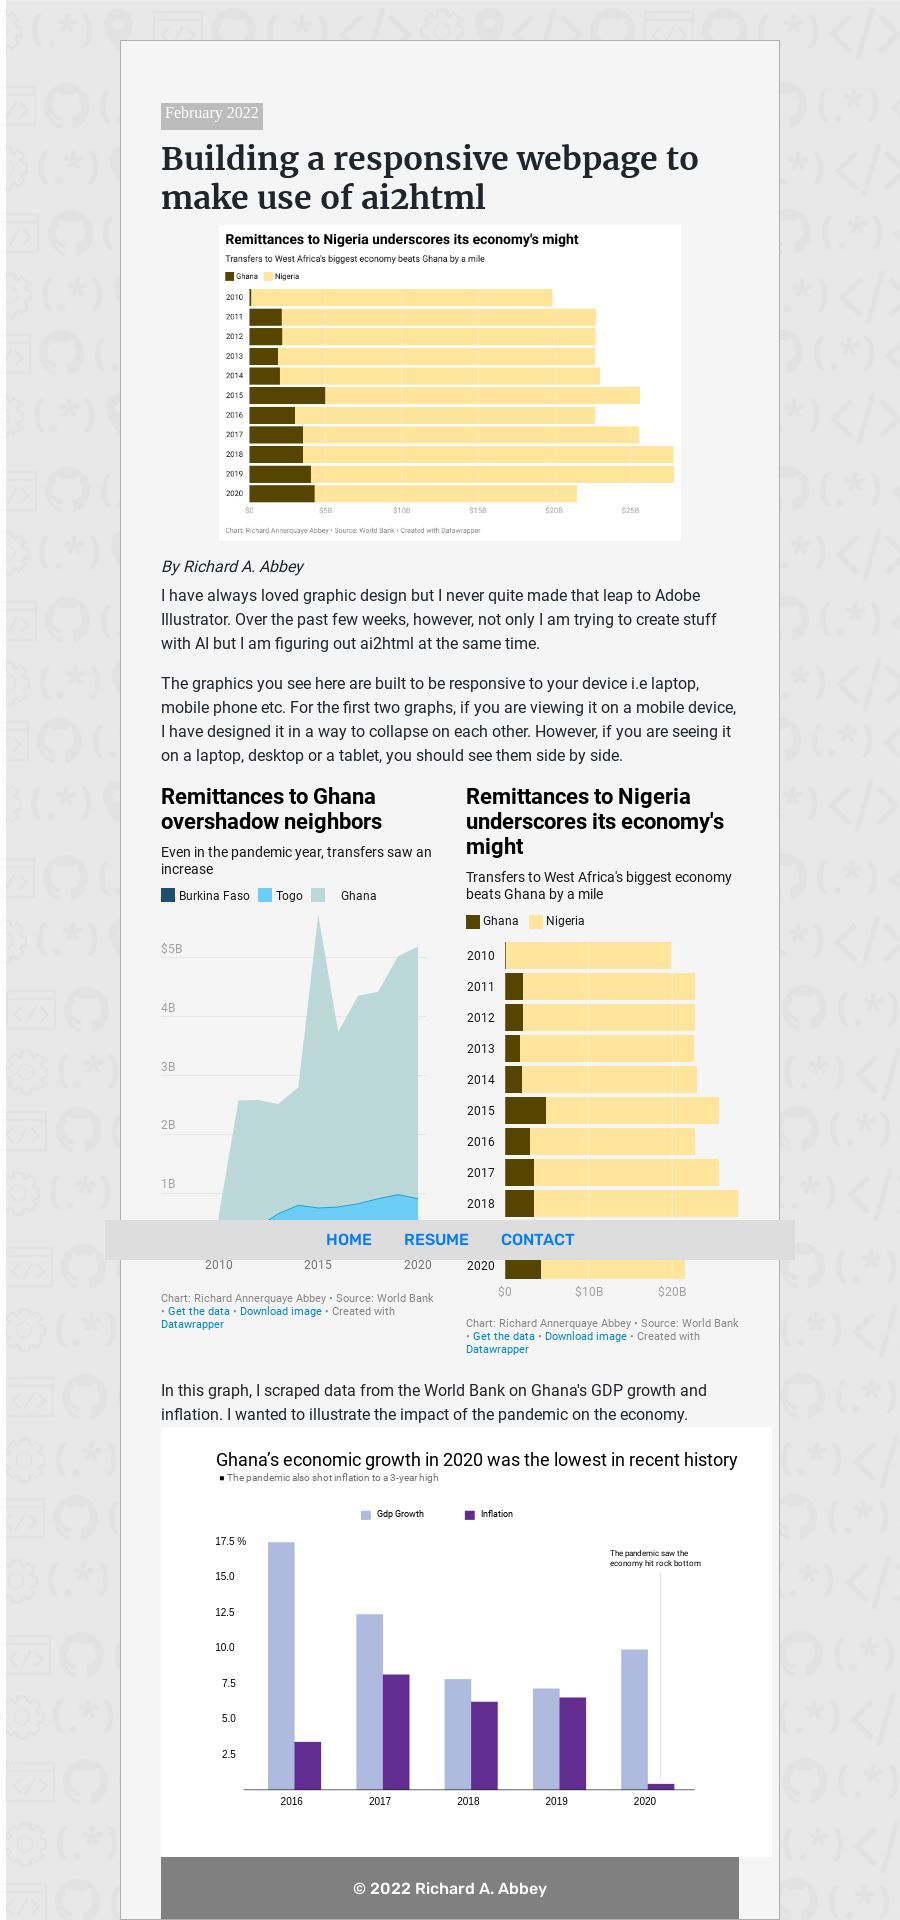 February 2022
Building a responsive webpage to
make use of ai2html
Remittances to Nigeria underscores its economy's might
Transfers to West Africa's biggest economy beats Ghana by a mile
Ghana Nigeria
2010
2011
2012
2013
2014
2015
2016
2017
2018
2019
2020
$0 $5B $10B $15B $20B $25B
Chart: Richard Annerquaye Abbey • Source: World Bank • Created with Datawrapper
By Richard A. Abbey
I have always loved graphic design but I never quite made that leap to Adobe
Illustrator. Over the past few weeks, however, not only I am trying to create stuff
with AI but I am figuring out ai2html at the same time.
The graphics you see here are built to be responsive to your device i.e laptop,
mobile phone etc. For the first two graphs, if you are viewing it on a mobile device,
I have designed it in a way to collapse on each other. However, if you are seeing it
on a laptop, desktop or a tablet, you should see them side by side.
Remittances to Ghana
overshadow neighbors
Even in the pandemic year, transfers saw an
increase
Burkina Faso Togo Ghana
$5B
4B
3B
2B
1B
2010 2015 2020
Chart: Richard Annerquaye Abbey • Source: World Bank
• Get the data • Download image • Created with
Datawrapper
Remittances to Nigeria
underscores its economy's
might
Transfers to West Africa's biggest economy
beats Ghana by a mile
Ghana Nigeria
2010
2011
2012
2013
2014
2015
2016
2017
2018
2020
$0 $10B $20B
Chart: Richard Annerquaye Abbey • Source: World Bank
• Get the data • Download image • Created with
Datawrapper
HOME RESUME CONTACT
In this graph, I scraped data from the World Bank on Ghana's GDP growth and
inflation. I wanted to illustrate the impact of the pandemic on the economy.
Ghana’s economic growth in 2020 was the lowest in recent history
■ The pandemic also shot inflation to a 3-year high
Gdp Growth Inflation
17.5 %
15.0
12.5
10.0
7.5
5.0
2.5
The pandemic saw the
economy hit rock bottom
2016 2017 2018 2019 2020
© 2022 Richard A. Abbey